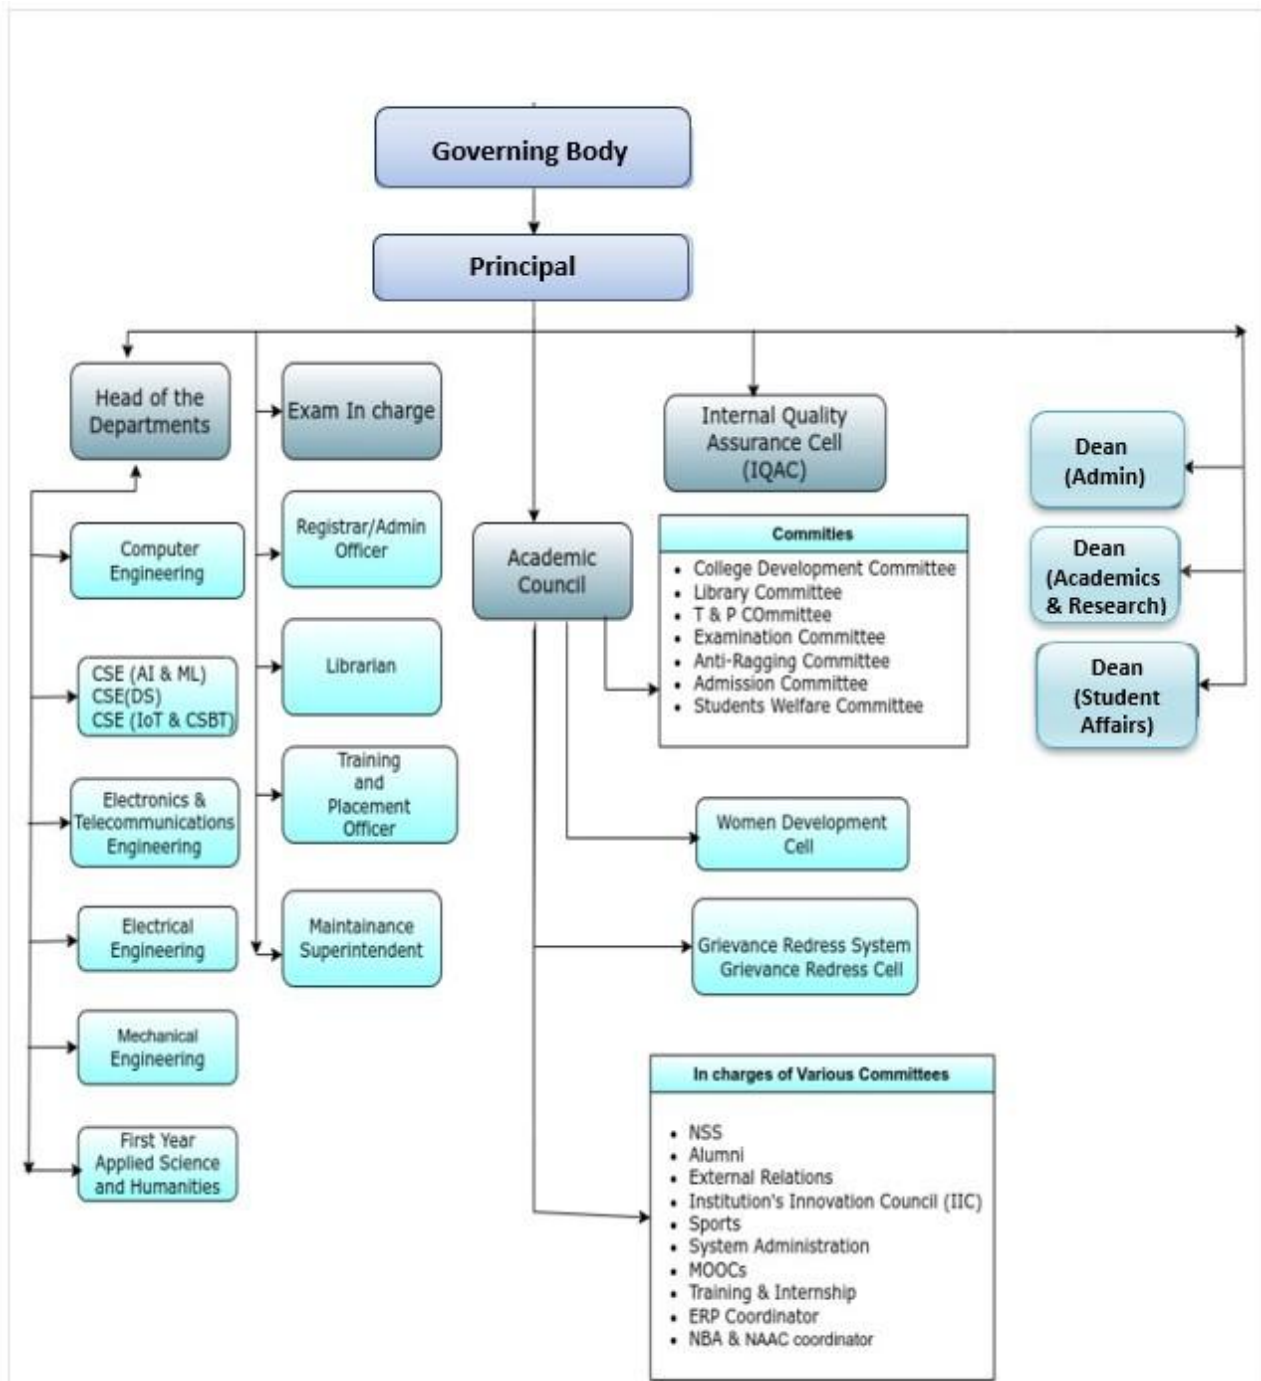 Governing Body
Principal
Head of the
Departments
Computer
Engineering
CSE (AI & ML)
CSE(DS)
CSE (IoT & CSBT)
Electronics &
Telecommunications
Engineering
Electrical
Engineering
Mechanical
Engineering
First Year
Applied Science
and Humanities
Exam In charge
Registrar/Admin
Officer
Librarian
Training
and
Placement
Officer
Maintainance
Superintendent
Academic
Council
Internal Quality
Assurance Cell
(IQAC)
Commities
• College Development Committee
• Library Committee
• T & P COmmittee
• Examination Committee
• Anti-Ragging Committee
• Admission Committee
• Students Welfare Committee
Women Development
Cell
Grievance Redress System
Grievance Redress Cell
In charges of Various Committees
• NSS
• Alumni
• External Relations
• Institution's Innovation Council (IIC)
• Sports
• System Administration
• MOOCs
• Training & Internship
• ERP Coordinator
• NBA & NAAC coordinator
Dean
(Admin)
Dean
(Academics
& Research)
Dean
(Student
Affairs)